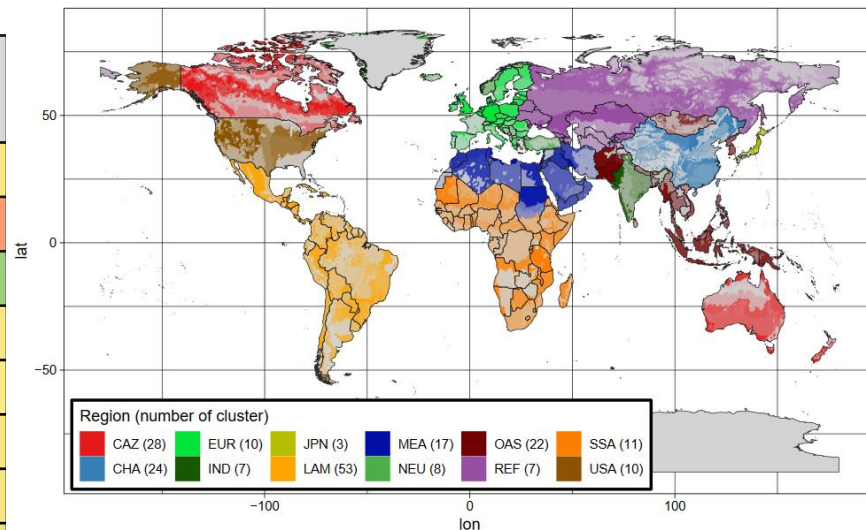 50
0
−50
lat
Region (number of cluster)
CAZ (28) EUR (10) JPN (3) MEA (17) OAS (22) SSA (11)
CHA (24) IND (7) LAM (53) NEU (8) REF (7) USA (10)
−100 0 100
lon